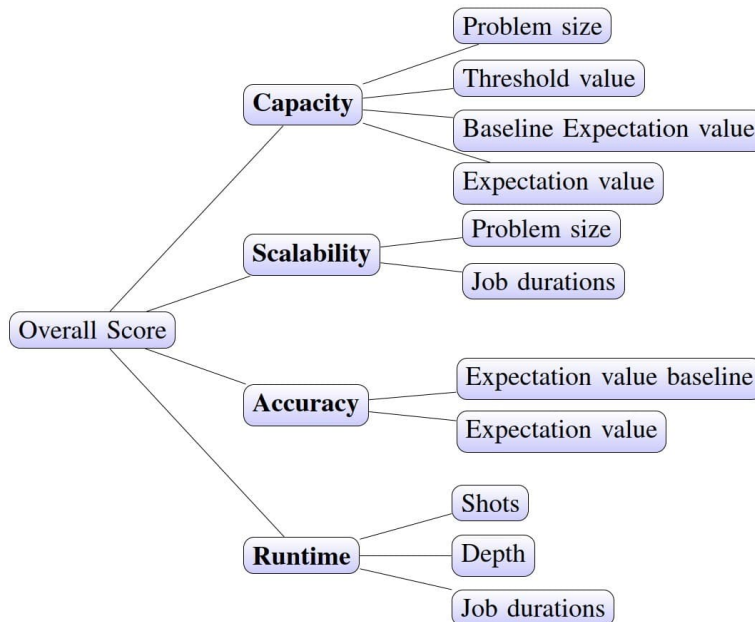 Problem size
Threshold value
Capacity
Baseline Expectation value
Expectation value
Problem size
Scalability
Job durations
Overall Score
Expectation value baseline
Accuracy
Expectation value
Shots
Runtime
Depth
Job durations